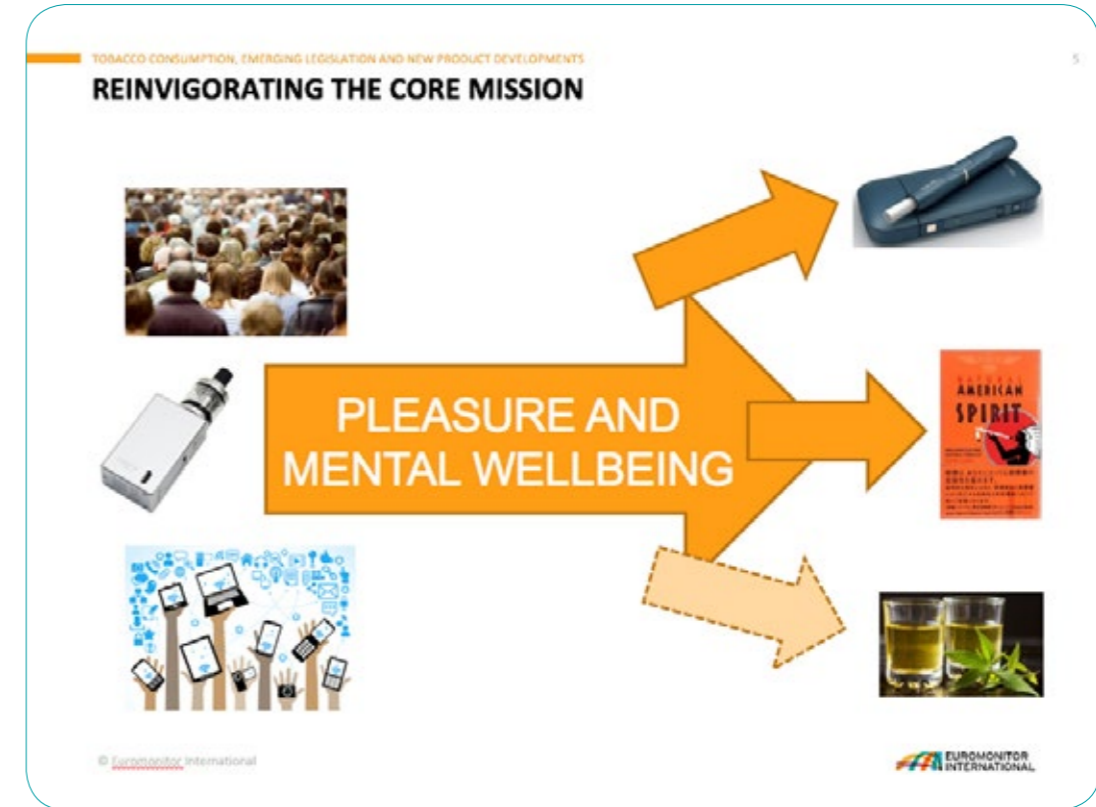 TOBACCO CONSUMPTION, EMERGING LEGISLATION AND NEW PRODUCT DEVELOPMENTS
5
REINVIGORATING THE CORE MISSION
PLEASURE AND
MENTAL WELLBEING
NATURAL
AMERICAN
SPIRIT
© Euromonitor International
EUROMONITOR
INTERNATIONAL